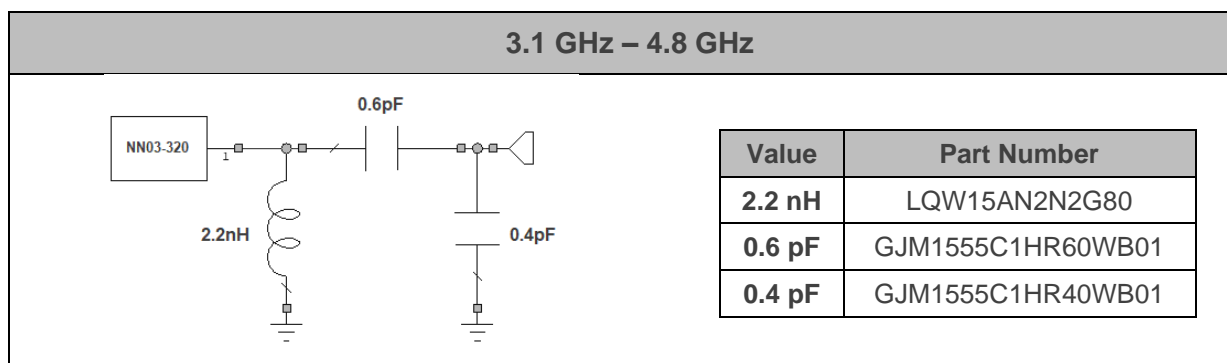 3.1 GHz – 4.8 GHz
0.6pF
NN03-320
1
2.2nH
0.4pF
Value Part Number
2.2 nH LQW15AN2N2G80
0.6 pF GJM1555C1HR60WB01
0.4 pF GJM1555C1HR40WB01